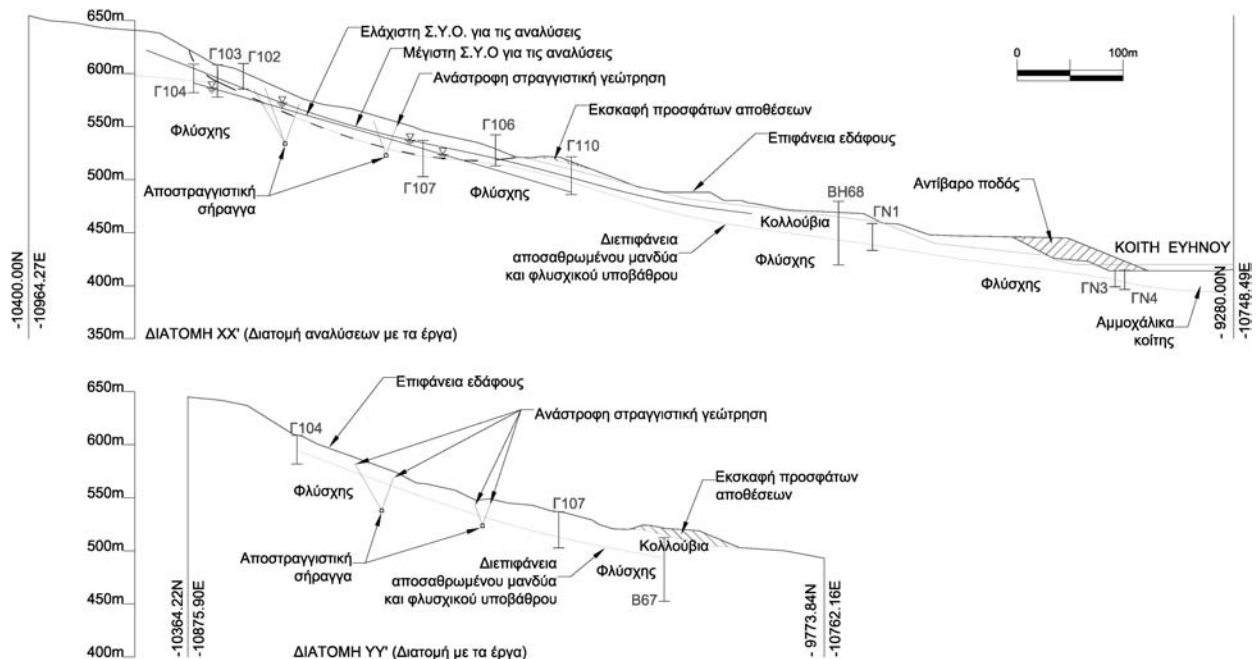 650m
600m
550m
500m
450m
400m
350m
-10400.00N
-10964.27E
Γ103
Γ102
Γ104
Φλύσχης
Ελάχιστη Σ.Υ.Ο. για τις αναλύσεις
Μέγιστη Σ.Υ.Ο για τις αναλύσεις
Ανάστροφη στραγγιστική γεώτρηση
Εκσκαφή προσφάτων αποθέσεων
Επιφάνεια εδάφους
Αντίβαρο ποδός
0
100m
Γ106
Γ110
Γ107
Φλύσχης
Αποστραγγιστική
σήραγγα
BH68
ΓΝ1
Κολλούβια
Διεπιφάνεια
αποσαθρωμένου μανδύα
και φλυσχικού υποβάθρου
Φλύσχης
Φλύσχης
ΚΟΙΤΗ ΕΥΗΝΟΥ
ΓΝ3
ΓΝ4
Αμμοχάλικα
κοίτης
- 9280.00N
-10748.49E
ΔΙΑΤΟΜΗ ΧΧ' (Διατομή αναλύσεων με τα έργα)
650m
600m
550m
500m
450m
400m
-10364.22N
-10875.90E
Επιφάνεια εδάφους
Ανάστροφη στραγγιστική γεώτρηση
Γ104
Φλύσχης
Γ107
Εκσκαφή προσφάτων
αποθέσεων
Κολλούβια
Αποστραγγιστική
σήραγγα
Διεπιφάνεια
αποσαθρωμένου μανδύα
και φλυσχικού υποβάθρου
Φλύσχης
B67
-9773.84N
-10762.16E
ΔΙΑΤΟΜΗ ΥΥ' (Διατομή με τα έργα)